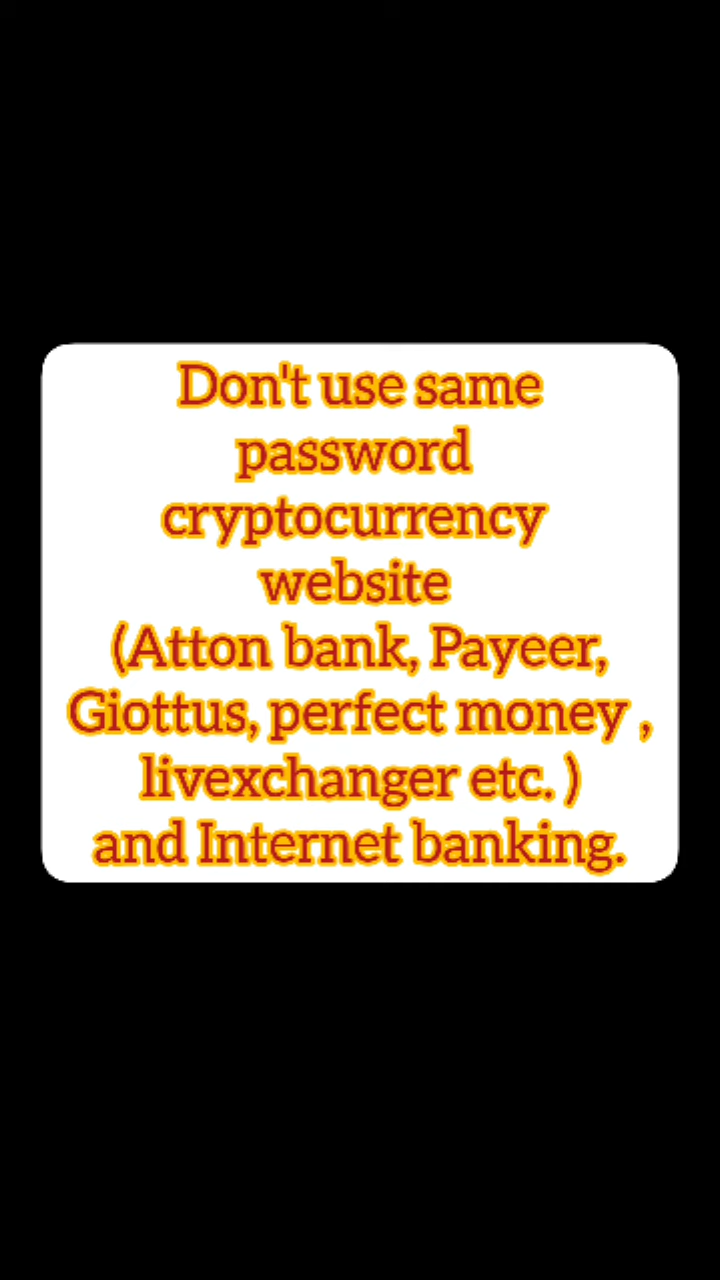 Don't use same
password
cryptocurrency
website
(Atton bank, Payeer,
Giottus, perfect money ,
livexchanger etc. )
and Internet banking.